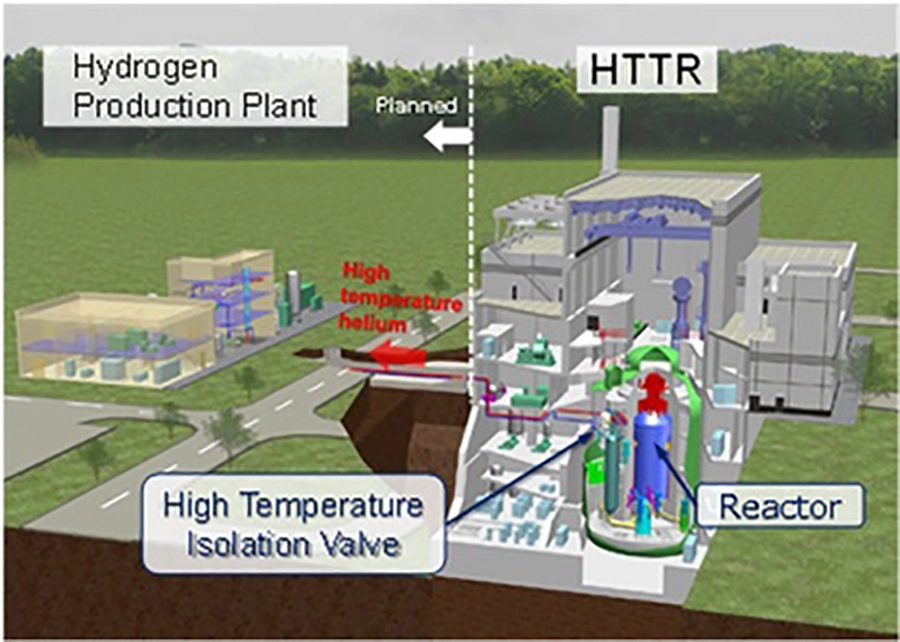 Hydrogen
Production Plant
Planned
HTTR
High
temperature
helium
High Temperature
Isolation Valve
Reactor